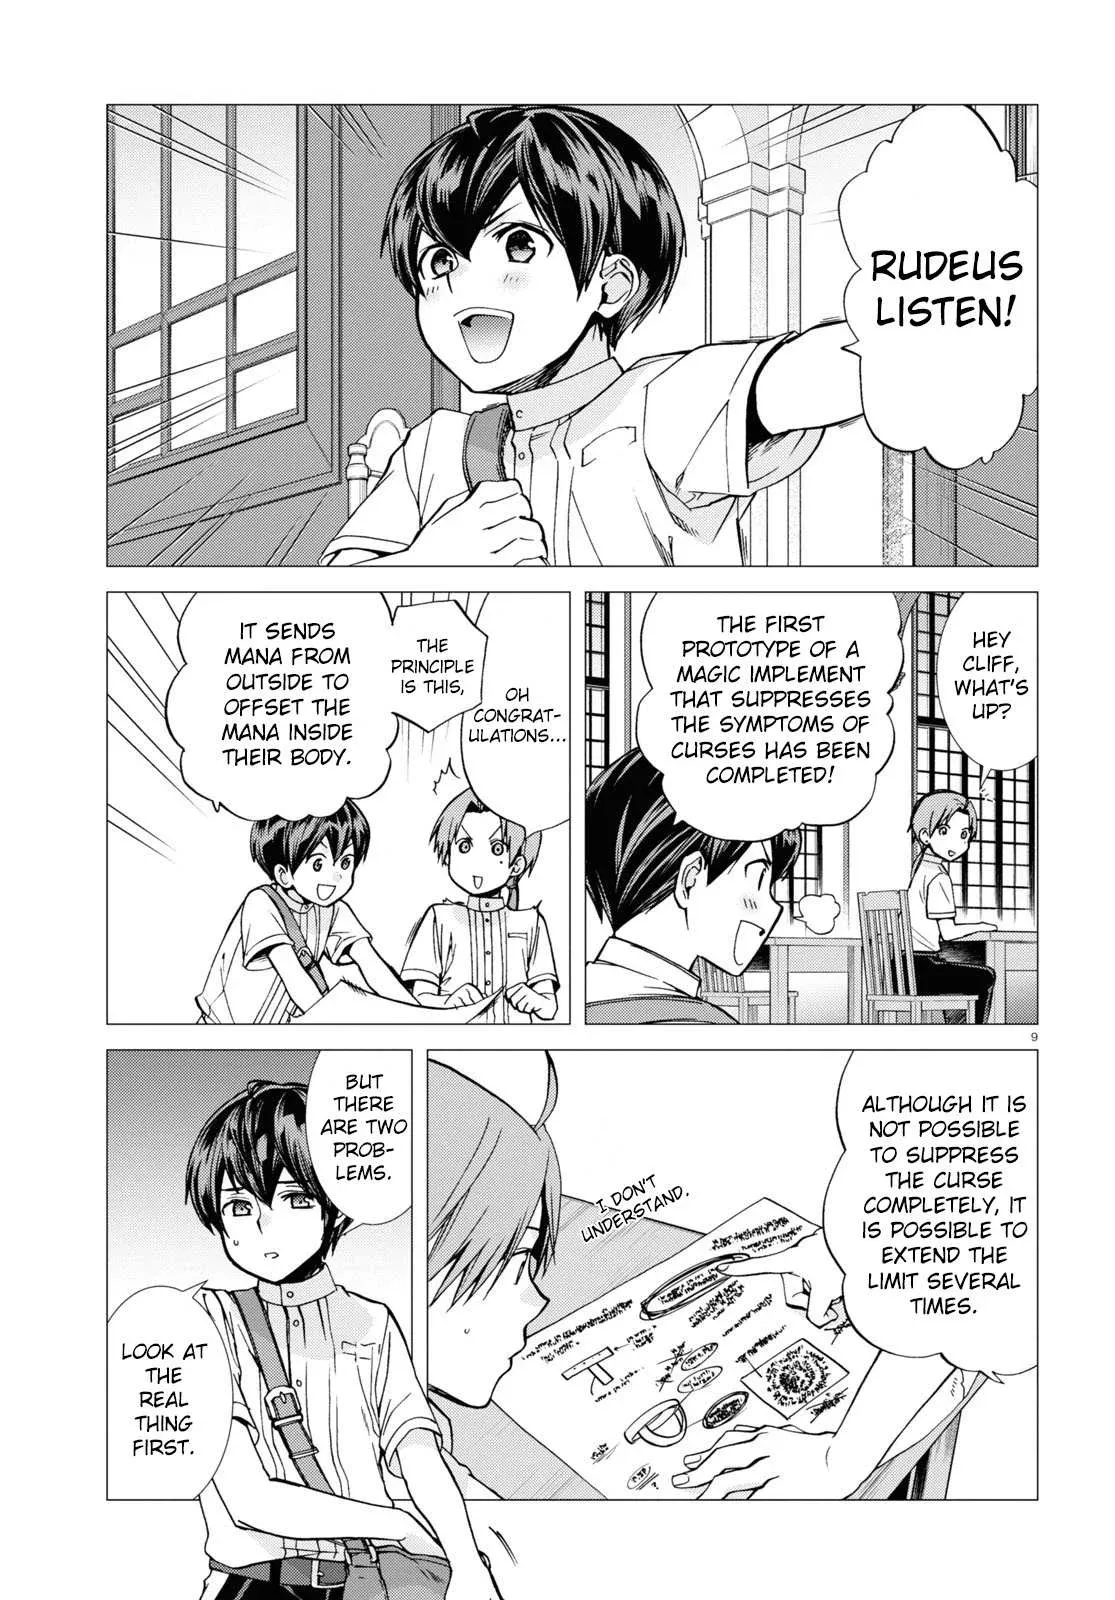 RUDEUS
LISTEN!
HEY
CLIFF,
WHAT'S
UP?
THE FIRST
PROTOTYPE OF A
MAGIC IMPLEMENT
THAT SUPPRESSES
THE SYMPTOMS OF
CURSES HAS BEEN
COMPLETED!
OH
CONGRAT-
ULATIONS...
THE
PRINCIPLE
IS THIS,
IT SENDS
MANA FROM
OUTSIDE TO
OFFSET THE
MANA INSIDE
THEIR BODY.
9
ALTHOUGH IT IS
NOT POSSIBLE
TO SUPPRESS
THE CURSE
COMPLETELY, IT
IS POSSIBLE TO
EXTEND THE
LIMIT SEVERAL
TIMES.
I DON'T
UNDERSTAND.
BUT
THERE
ARE TWO
PROB-
LEMS.
LOOK AT
THE
REAL
THING
FIRST.